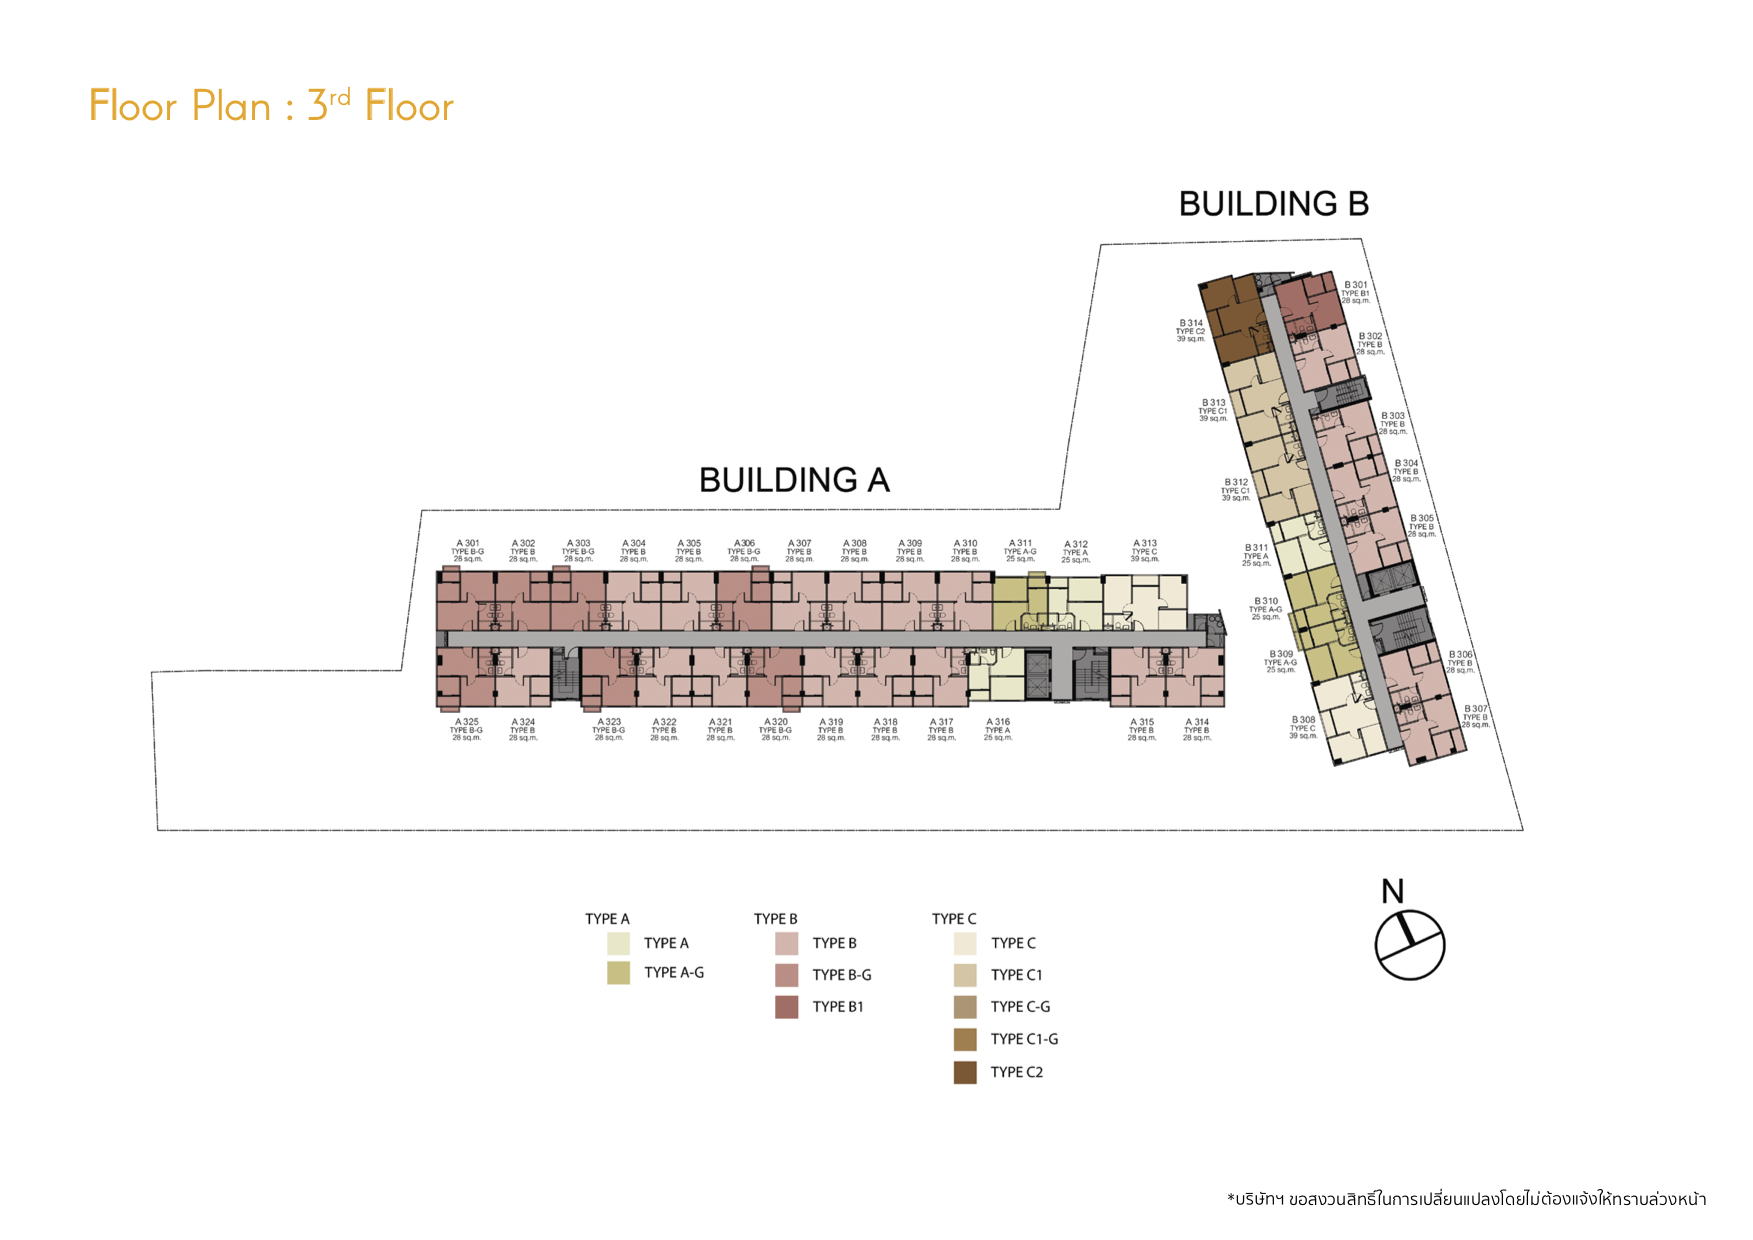 Floor Plan : 3rd Floor
BUILDING B
BUILDING A
B 301
TYPE B1
28 sq.m.
B 302
TYPE B
28 sq.m.
B 303
TYPE B
28 sq.m.
B 304
TYPE B
28 sq.m.
B 305
TYPE B
28 sq.m.
B 306
TYPE B
28 sq.m.
B 307
TYPE B
28 sq.m.
B 314
TYPE C2
39 sq.m.
B 313
TYPE C1
39 sq.m.
B 312
TYPE C1
39 sq.m.
B 311
TYPE A
25 sq.m.
B 310
TYPE A-G
25 sq.m.
B 309
TYPE A-G
25 sq.m.
B 308
TYPE C
39 sq.m.
A 301 A 302 A 303 A 304 A 305 A 306 A 307 A 308 A 309 A 310 A 311 A 312 A 313
TYPE B-G TYPE B TYPE B-G TYPE B TYPE B TYPE B-G TYPE B TYPE B TYPE B TYPE B TYPE A-G TYPE A TYPE C
28 sq.m. 28 sq.m. 28 sq.m. 28 sq.m. 28 sq.m. 28 sq.m. 28 sq.m. 28 sq.m. 28 sq.m. 28 sq.m. 25 sq.m. 25 sq.m. 39 sq.m.
A 325 A 324 A 323 A 322 A 321 A 320 A 319 A 318 A 317 A 316 A 315 A 314
TYPE B-G TYPE B TYPE B-G TYPE B TYPE B TYPE B-G TYPE B TYPE B TYPE B TYPE A TYPE B TYPE B
28 sq.m. 28 sq.m. 28 sq.m. 28 sq.m. 28 sq.m. 28 sq.m. 28 sq.m. 28 sq.m. 28 sq.m. 25 sq.m. 28 sq.m. 28 sq.m.
N
TYPE A
TYPE A
TYPE A-G
TYPE B
TYPE B
TYPE B-G
TYPE B1
TYPE C
TYPE C
TYPE C1
TYPE C-G
TYPE C1-G
TYPE C2
*บริษัทฯ ขอสงวนสิทธิ์ในการเปลี่ยนแปลงโดยไม่ต้องแจ้งให้ทราบล่วงหน้า